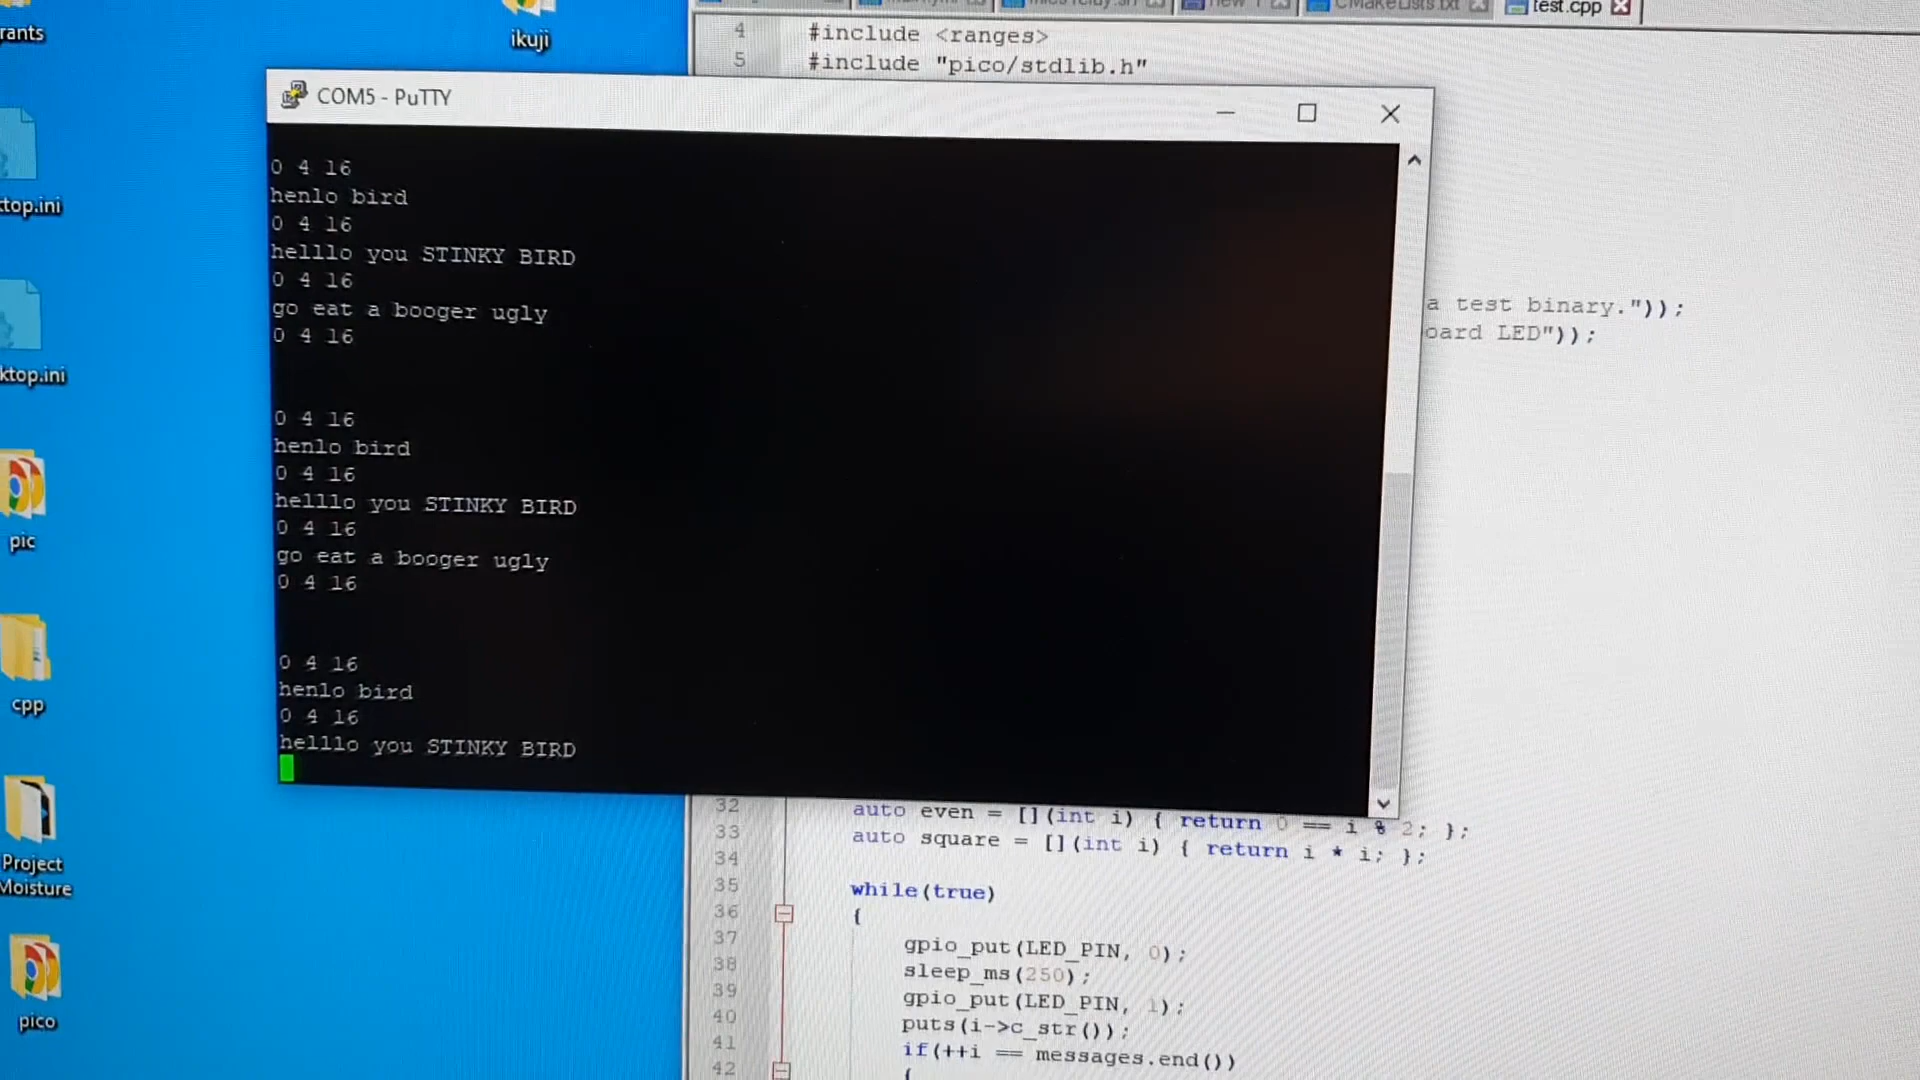 rants
ikuji
test.cpp
4 #include <ranges>
5 #include "pico/stdlib.h"
COM5 - PuTTY
0 4 16
henlo bird
0 4 16
helllo you STINKY BIRD
0 4 16
go eat a booger ugly
0 4 16
0 4 16
henlo bird
0 4 16
helllo you STINKY BIRD
0 4 16
go eat a booger ugly
0 4 16
0 4 16
henlo bird
0 4 16
helllo you STINKY BIRD
a test binary."));
oard LED"));
ktop.ini
ktop.ini
pic
cpp
Project
Moisture
pico
32 auto even = [](int i) { return 0 == i % 2; };
33 auto square = [](int i) { return i * i; };
34
35 while(true)
36 {
37 gpio_put(LED_PIN, 0);
38 sleep_ms(250);
39 gpio_put(LED_PIN, 1);
40 puts(i->c_str());
41 if(++i == messages.end())
42 {